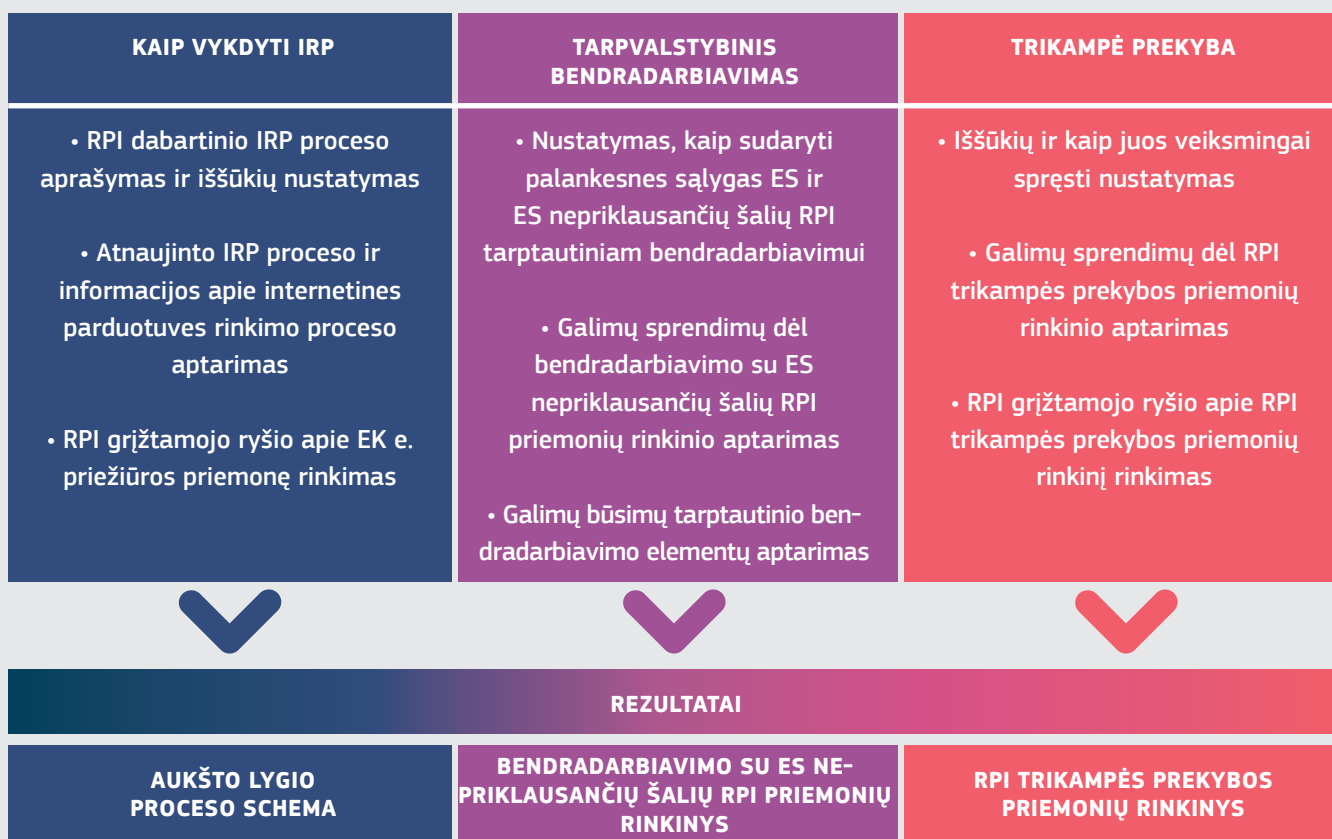 KAIP VYKDYTI IRP
• RPI dabartinio IRP proceso
aprašymas ir iššūkių nustatymas
• Atnaujinto IRP proceso ir
informacijos apie internetines
parduotuves rinkimo proceso
aptarimas
• RPI grįžtamojo ryšio apie EK e.
priežiūros priemonę rinkimas
TARPVALSTYBINIS
BENDRADARBIAVIMAS
• Nustatymas, kaip sudaryti
palankesnes sąlygas ES ir
ES nepriklausančių šalių RPI
tarptautiniam bendradarbiavimui
• Galimų sprendimų dėl
bendradarbiavimo su ES
nepriklausančių šalių RPI
priemonių rinkinio aptarimas
• Galimų būsimų tarptautinio ben-
dradarbiavimo elementų aptarimas
TRIKAMPĖ PREKYBA
• Iššūkių ir kaip juos veiksmingai
spręsti nustatymas
• Galimų sprendimų dėl RPI
trikampės prekybos priemonių
rinkinio aptarimas
• RPI grįžtamojo ryšio apie RPI
trikampės prekybos priemonių
rinkinį rinkimas
REZULTATAI
AUKŠTO LYGIO
PROCESO SCHEMA
BENDRADARBIAVIMO SU ES NE-
PRIKLAUSANČIŲ ŠALIŲ RPI PRIEMONIŲ
RINKINYS
RPI TRIKAMPĖS PREKYBOS
PRIEMONIŲ RINKINYS